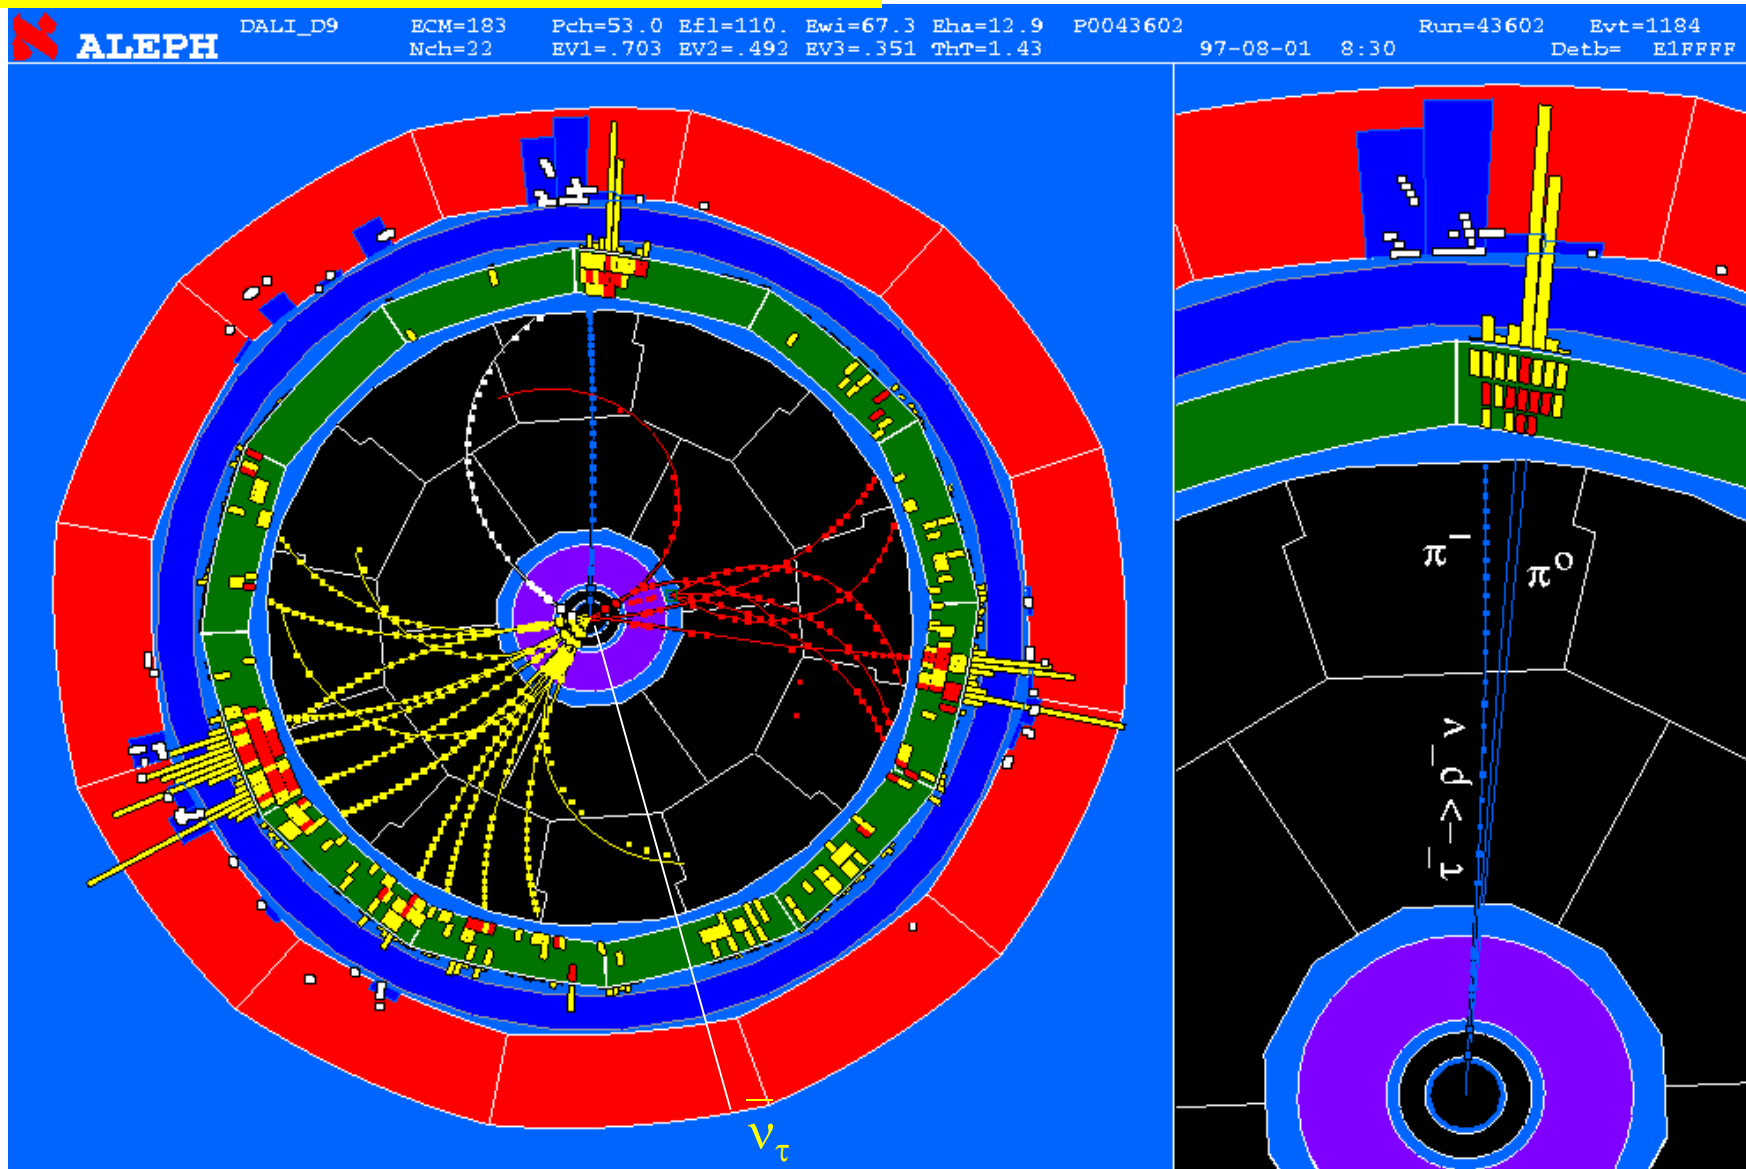 ALEPH
DALI_D9 ECM=183 Pch=53.0 Efl=110. Ewi=67.3 Eha=12.9 P0043602 Run=43602 Evt=1184
Nch=22 EV1=.703 EV2=.492 EV3=.351 ThT=1.43 97-08-01 8:30 Detb= E1FFFF
π⁻
π⁰
τ⁻->ρ⁻ν
ν̄τ